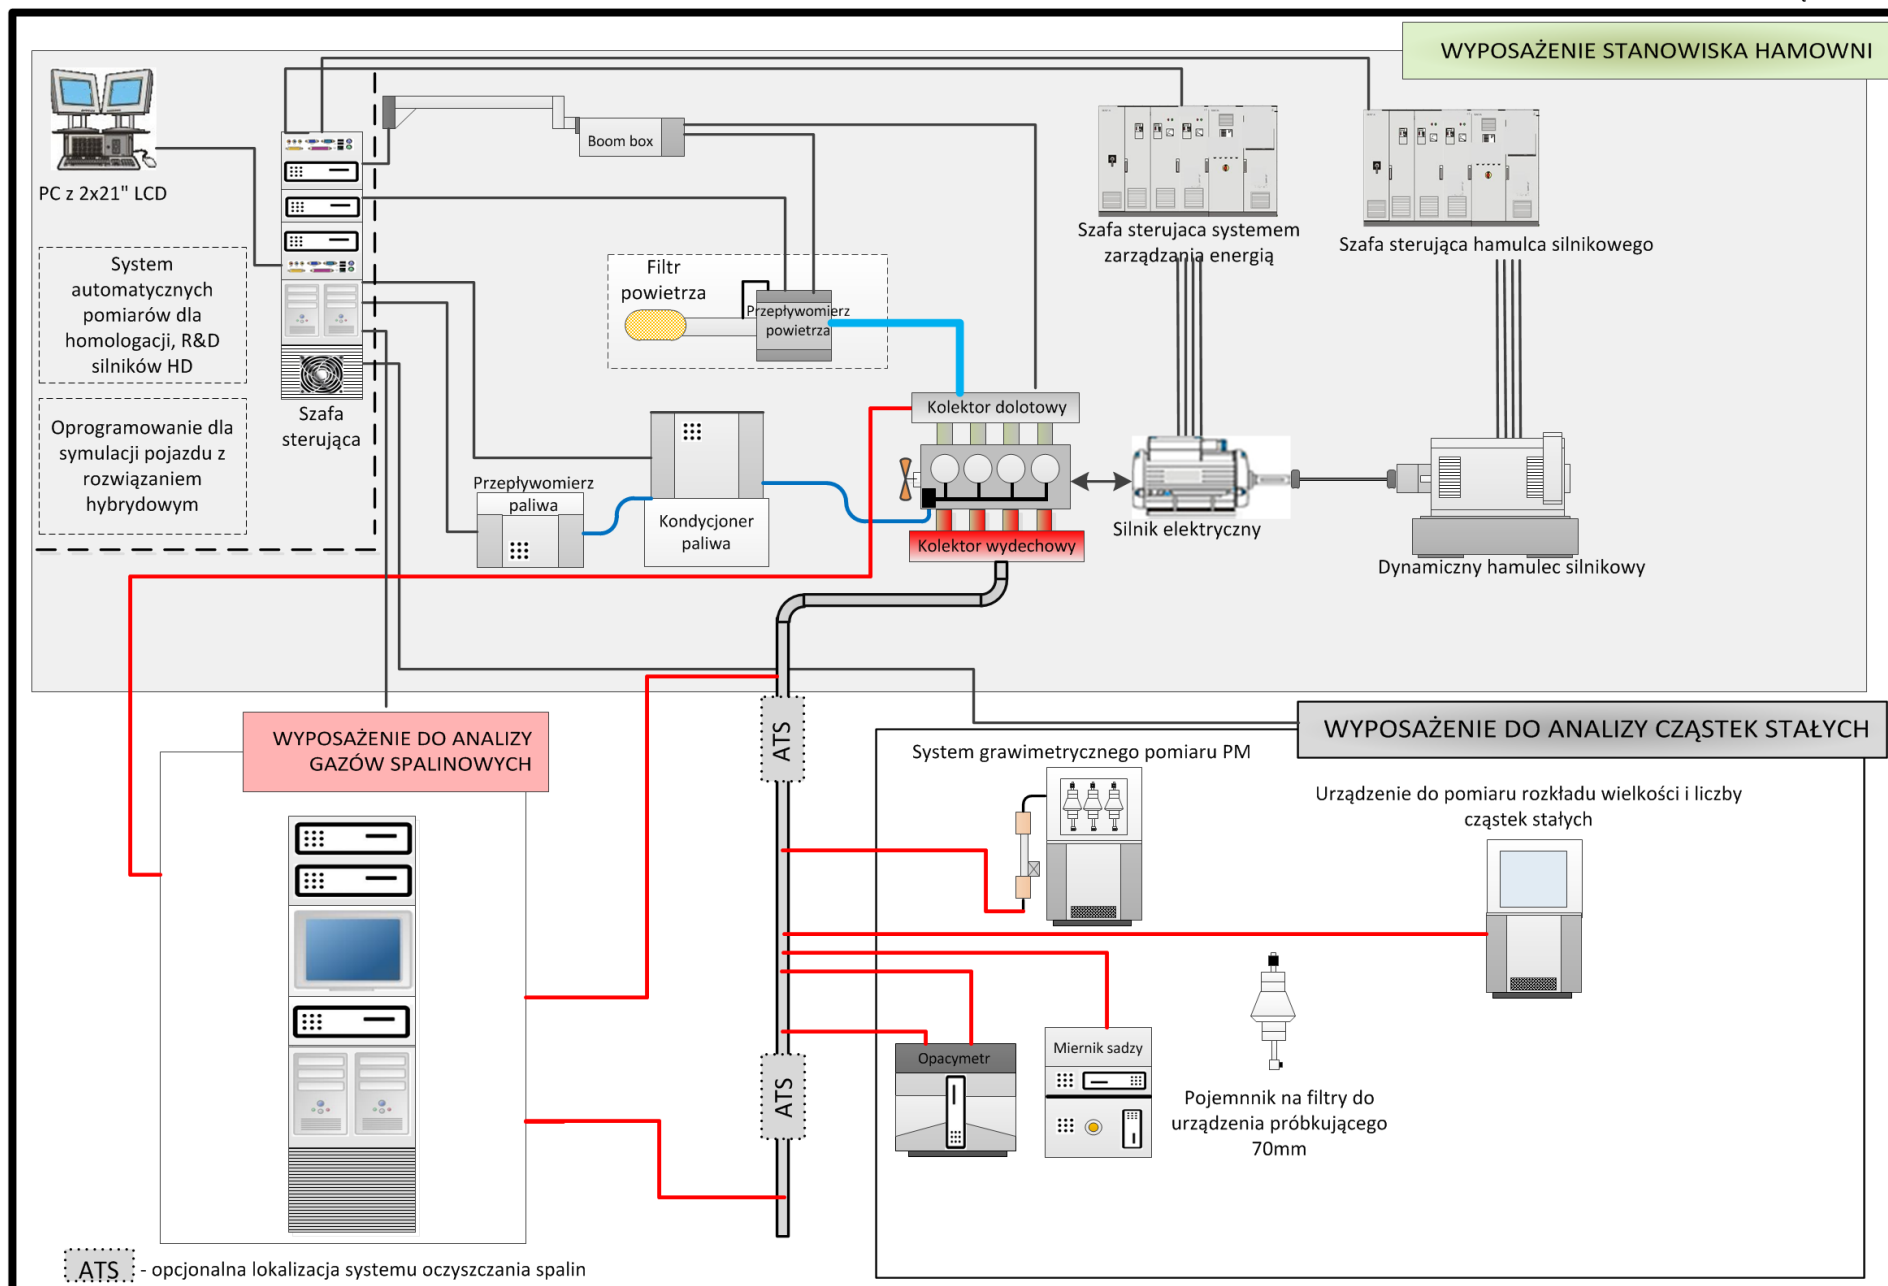 WYPOSAŻENIE STANOWISKA HAMOWNI
PC z 2x21" LCD
System
automatycznych
pomiarów dla
homologacji, R&D
silników HD
Oprogramowanie dla
symulacji pojazdu z
rozwiązaniem
hybrydowym
Szafa
sterująca
Boom box
Filtr
powietrza
Przepływomierz
powietrza
Szafa sterujaca systemem
zarządzania energią
Szafa sterująca hamulca silnikowego
Kolektor dolotowy
Kolektor wydechowy
Przepływomierz
paliwa
Kondycjoner
paliwa
Silnik elektryczny
Dynamiczny hamulec silnikowy
WYPOSAŻENIE DO ANALIZY
GAZÓW SPALINOWYCH
ATS
ATS
WYPOSAŻENIE DO ANALIZY CZĄSTEK STAŁYCH
System grawimetrycznego pomiaru PM
Urządzenie do pomiaru rozkładu wielkości i liczby
cząstek stałych
Opacymetr
Miernik sadzy
Pojemnnik na filtry do
urządzenia próbkującego
70mm
ATS - opcjonalna lokalizacja systemu oczyszczania spalin